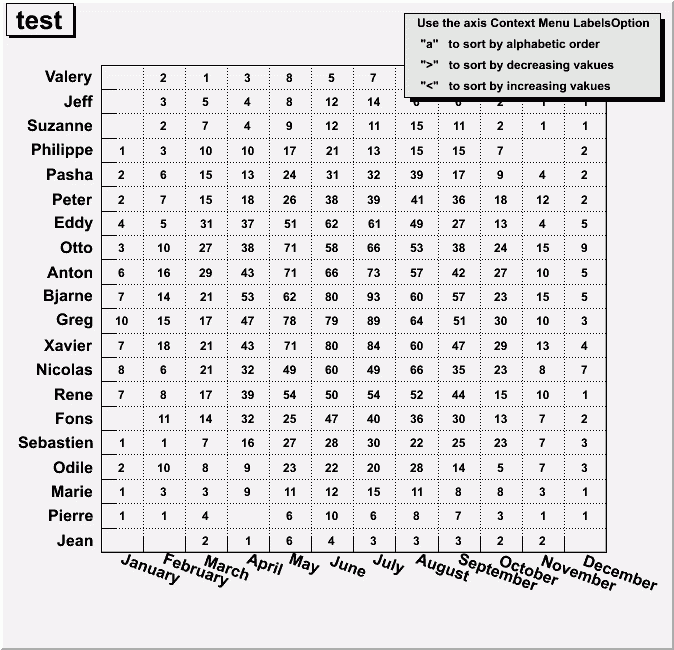 test
Use the axis Context Menu LabelsOption
"a" to sort by alphabetic order
">" to sort by decreasing vakues
"<" to sort by increasing vakues
Valery 2 1 3 8 5 7
Jeff 3 5 4 8 12 14
Suzanne 2 7 4 9 12 11 15 11 2 1 1
Philippe 1 3 10 10 17 21 13 15 15 7 2
Pasha 2 6 15 13 24 31 32 39 17 9 4 2
Peter 2 7 15 18 26 38 39 41 36 18 12 2
Eddy 4 5 31 37 51 62 61 49 27 13 4 5
Otto 3 10 27 38 71 58 66 53 38 24 15 9
Anton 6 16 29 43 71 66 73 57 42 27 10 5
Bjarne 7 14 21 53 62 80 93 60 57 23 15 5
Greg 10 15 17 47 78 79 89 64 51 30 10 3
Xavier 7 18 21 43 71 80 84 60 47 29 13 4
Nicolas 8 6 21 32 49 60 49 66 35 23 8 7
Rene 7 8 17 39 54 50 54 52 44 15 10 1
Fons 11 14 32 25 47 40 36 30 13 7 2
Sebastien 1 1 7 16 27 28 30 22 25 23 7 3
Odile 2 10 8 9 23 22 20 28 14 5 7 3
Marie 1 3 3 9 11 12 15 11 8 8 3 1
Pierre 1 1 4 6 10 6 8 7 3 1 1
Jean 2 1 6 4 3 3 3 2 2
January February March April May June July August September October November December